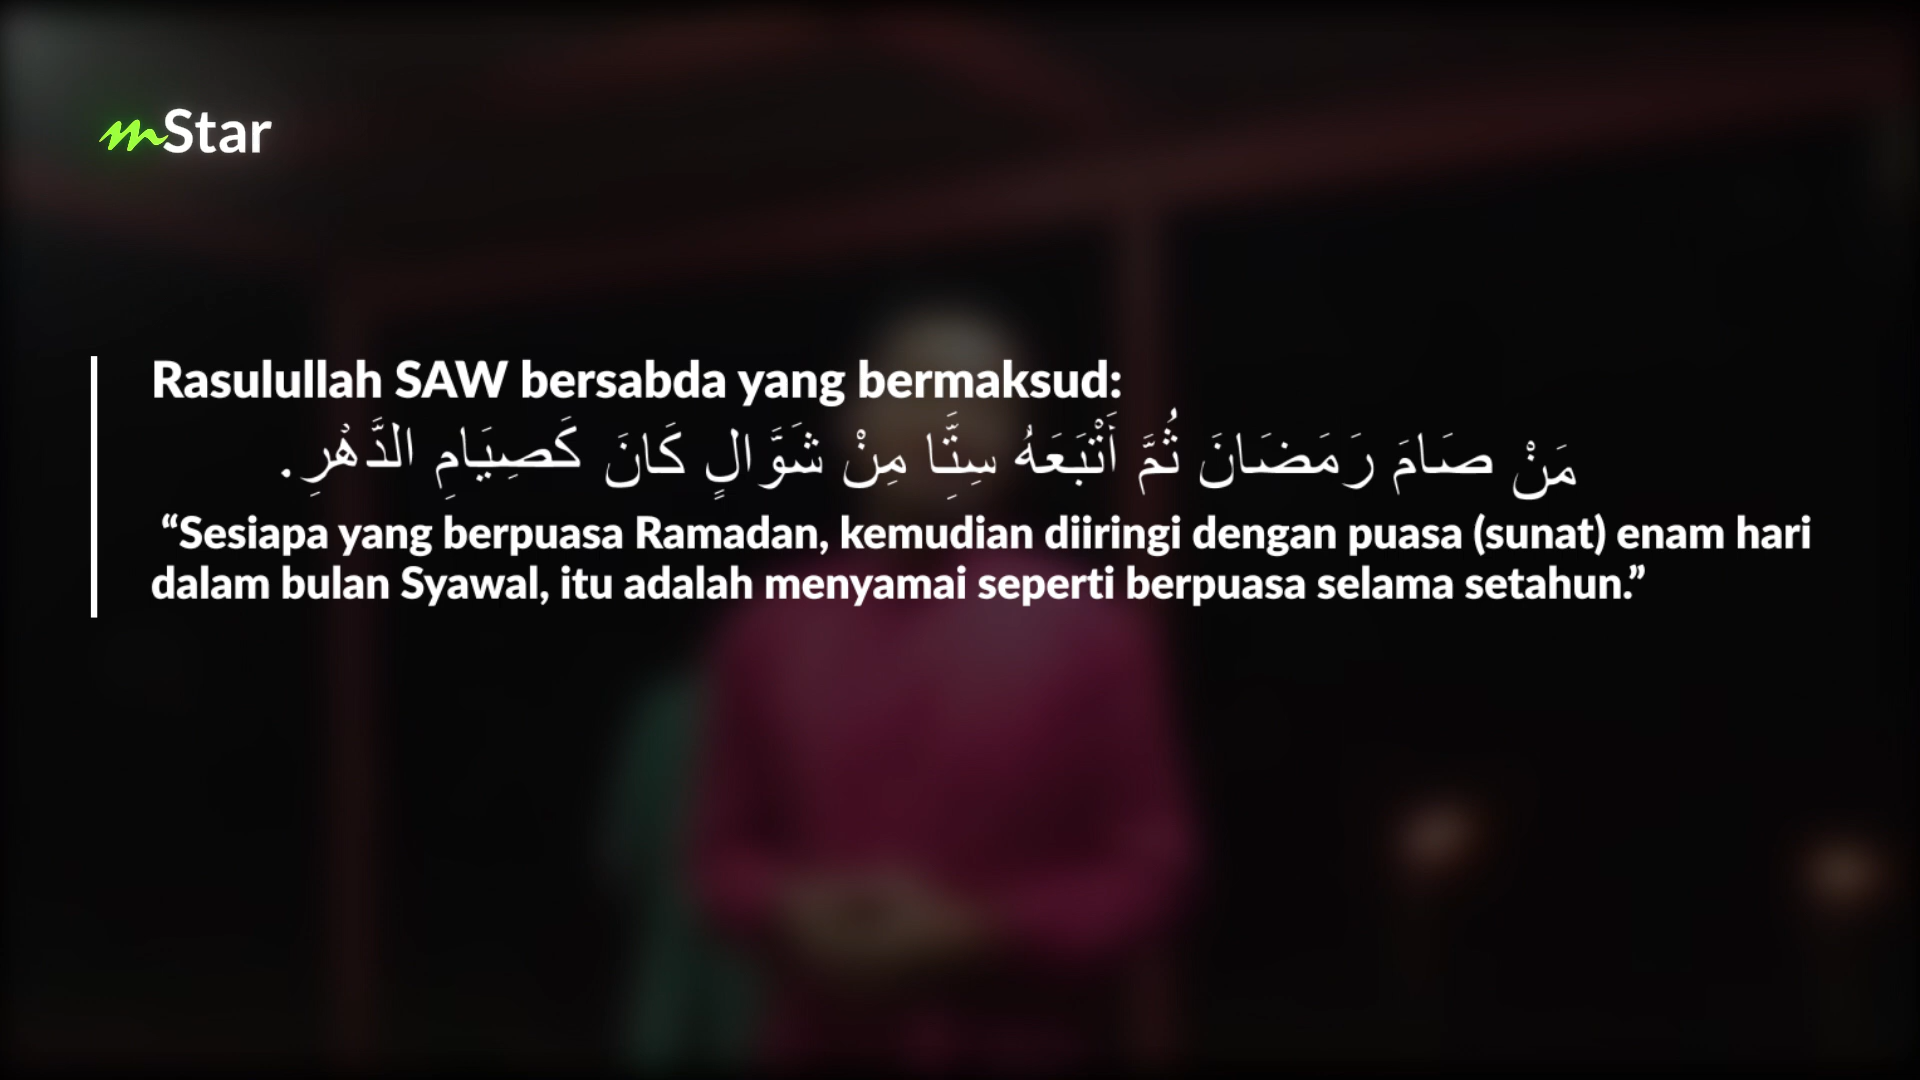 mStar
Rasulullah SAW bersabda yang bermaksud:
مَنْ صَامَ رَمَضَانَ ثُمَّ أَتْبَعَهُ سِتًّا مِنْ شَوَّالٍ كَانَ كَصِيَامِ الدَّهْرِ.
“Sesiapa yang berpuasa Ramadan, kemudian diiringi dengan puasa (sunat) enam hari
dalam bulan Syawal, itu adalah menyamai seperti berpuasa selama setahun.”